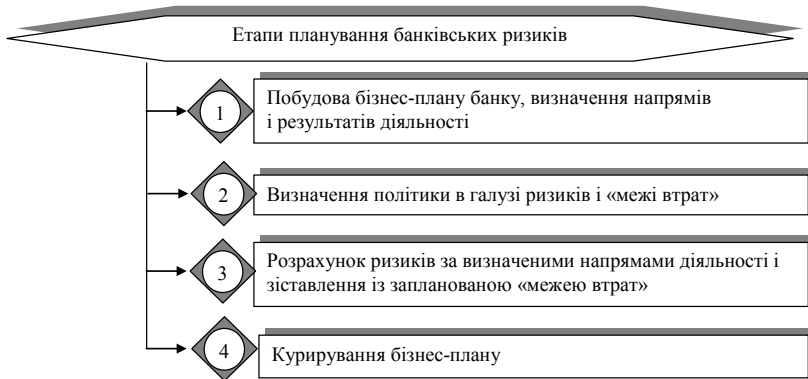 Етапи планування банківських ризиків
1
Побудова бізнес-плану банку, визначення напрямів
і результатів діяльності
2
Визначення політики в галузі ризиків і «межі втрат»
3
Розрахунок ризиків за визначеними напрямами діяльності і
зіставлення із запланованою «межею втрат»
4
Курирування бізнес-плану